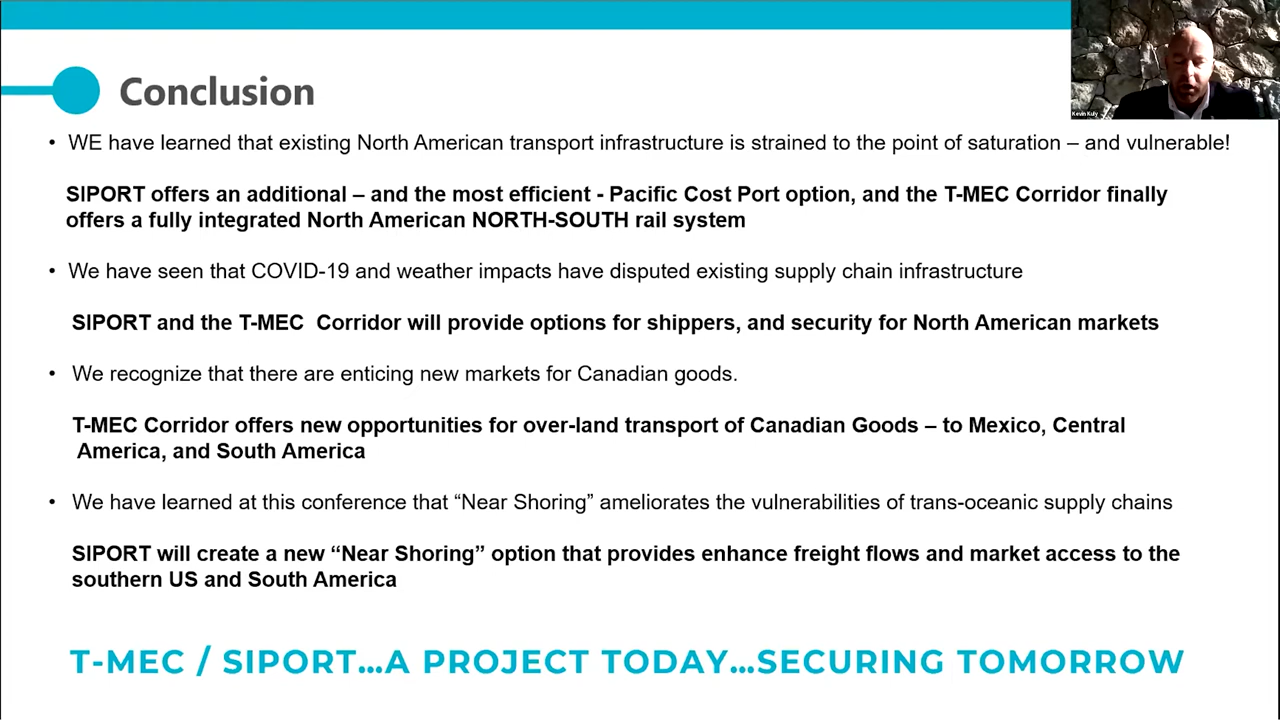 Conclusion
Kevin Kuly
• WE have learned that existing North American transport infrastructure is strained to the point of saturation – and vulnerable!
SIPORT offers an additional – and the most efficient - Pacific Cost Port option, and the T-MEC Corridor finally
offers a fully integrated North American NORTH-SOUTH rail system
• We have seen that COVID-19 and weather impacts have disputed existing supply chain infrastructure
SIPORT and the T-MEC Corridor will provide options for shippers, and security for North American markets
• We recognize that there are enticing new markets for Canadian goods.
T-MEC Corridor offers new opportunities for over-land transport of Canadian Goods – to Mexico, Central
America, and South America
• We have learned at this conference that “Near Shoring” ameliorates the vulnerabilities of trans-oceanic supply chains
SIPORT will create a new “Near Shoring” option that provides enhance freight flows and market access to the
southern US and South America
T-MEC / SIPORT...A PROJECT TODAY...SECURING TOMORROW